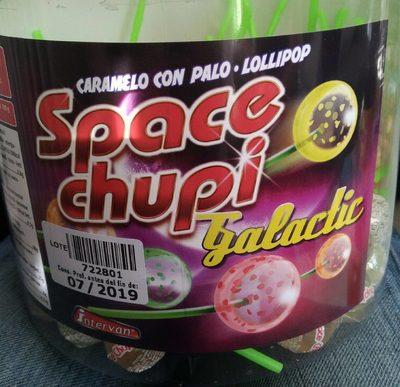 CARAMELO CON PALO • LOLLIPOP
Space
chupi
Galactic
LOTE
722801
Cons. Pref. antes del fin de:
07 / 2019
intervan